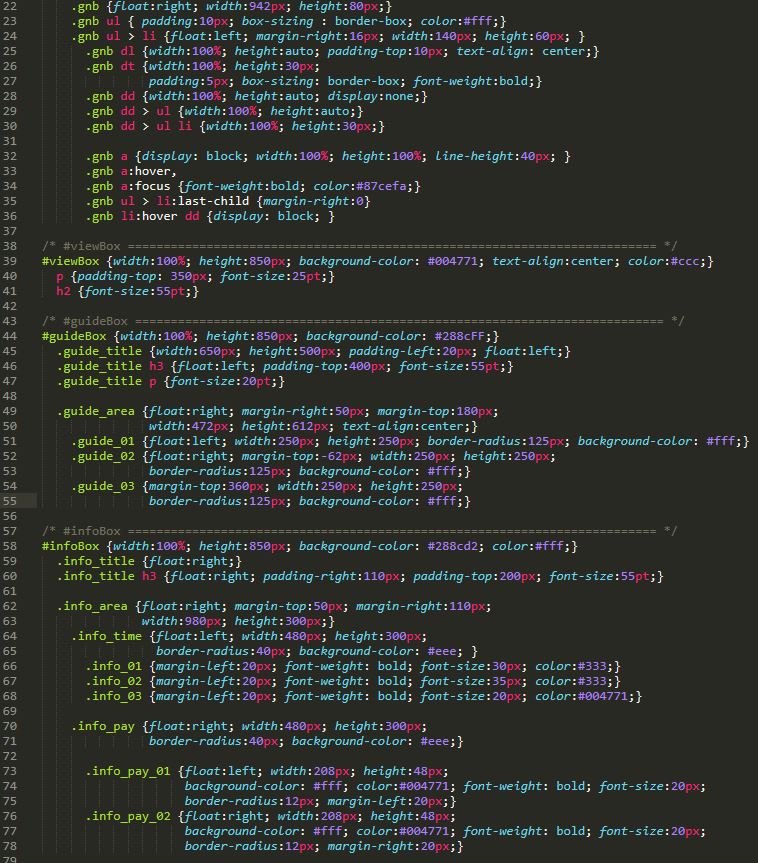 22 .gnb {float:right; width:942px; height:80px;}
23 .gnb ul { padding:10px; box-sizing : border-box; color:#fff;}
24 .gnb ul > li {float:left; margin-right:16px; width:140px; height:60px; }
25 .gnb dl {width:100%; height:auto; padding-top:10px; text-align: center;}
26 .gnb dt {width:100%; height:30px;
27 padding:5px; box-sizing: border-box; font-weight:bold;}
28 .gnb dd {width:100%; height:auto; display:none;}
29 .gnb dd > ul {width:100%; height:auto;}
30 .gnb dd > ul li {width:100%; height:30px;}
31
32 .gnb a {display: block; width:100%; height:100%; line-height:40px; }
33 .gnb a:hover,
34 .gnb a:focus {font-weight:bold; color:#87cefa;}
35 .gnb ul > li:last-child {margin-right:0}
36 .gnb li:hover dd {display: block; }
37
38 /* #viewBox ========================================================================== */
39 #viewBox {width:100%; height:850px; background-color: #004771; text-align:center; color:#ccc;}
40 p {padding-top: 350px; font-size:25pt;}
41 h2 {font-size:55pt;}
42
43 /* #guideBox ========================================================================== */
44 #guideBox {width:100%; height:850px; background-color: #288cFF;}
45 .guide_title {width:650px; height:500px; padding-left:20px; float:left;}
46 .guide_title h3 {float:left; padding-top:400px; font-size:55pt;}
47 .guide_title p {font-size:20pt;}
48
49 .guide_area {float:right; margin-right:50px; margin-top:180px;
50 width:472px; height:612px; text-align:center;}
51 .guide_01 {float:left; width:250px; height:250px; border-radius:125px; background-color: #fff;}
52 .guide_02 {float:right; margin-top:-62px; width:250px; height:250px;
53 border-radius:125px; background-color: #fff;}
54 .guide_03 {margin-top:360px; width:250px; height:250px;
55 border-radius:125px; background-color: #fff;}
56
57 /* #infoBox ========================================================================== */
58 #infoBox {width:100%; height:850px; background-color: #288cd2; color:#fff;}
59 .info_title {float:right;}
60 .info_title h3 {float:right; padding-right:110px; padding-top:200px; font-size:55pt;}
61
62 .info_area {float:right; margin-top:50px; margin-right:110px;
63 width:980px; height:300px;}
64 .info_time {float:left; width:480px; height:300px;
65 border-radius:40px; background-color: #eee; }
66 .info_01 {margin-left:20px; font-weight: bold; font-size:30px; color:#333;}
67 .info_02 {margin-left:20px; font-weight: bold; font-size:35px; color:#333;}
68 .info_03 {margin-left:20px; font-weight: bold; font-size:20px; color:#004771;}
69
70 .info_pay {float:right; width:480px; height:300px;
71 border-radius:40px; background-color: #eee;}
72
73 .info_pay_01 {float:left; width:208px; height:48px;
74 background-color: #fff; color:#004771; font-weight: bold; font-size:20px;
75 border-radius:12px; margin-left:20px;}
76 .info_pay_02 {float:right; width:208px; height:48px;
77 background-color: #fff; color:#004771; font-weight: bold; font-size:20px;
78 border-radius:12px; margin-right:20px;}
79